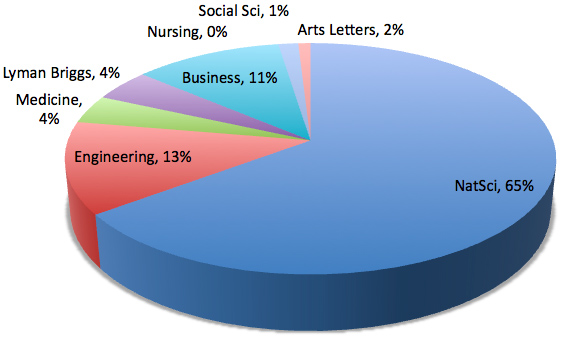 Social Sci, 1%
Nursing, 0%
Arts Letters, 2%
Lyman Briggs, 4%
Business, 11%
Medicine,
4%
Engineering, 13%
NatSci, 65%